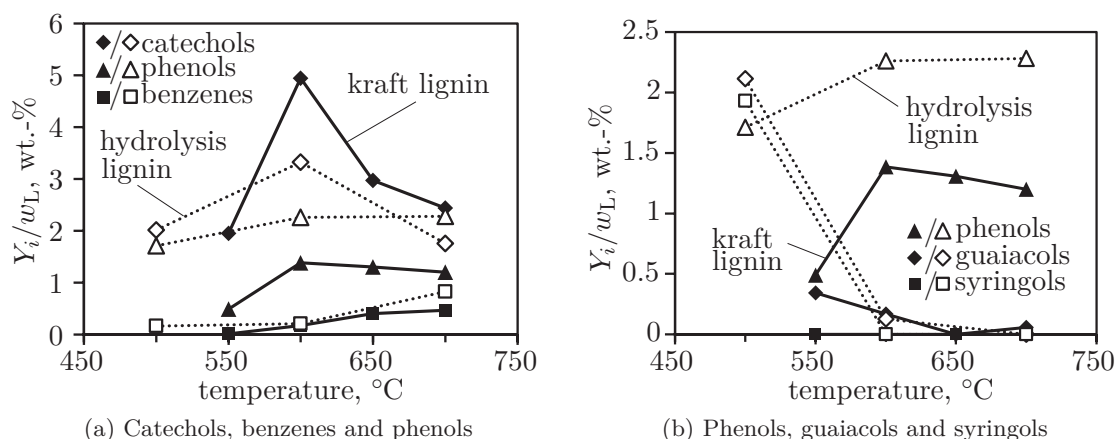 6
5
4
3
2
1
0
450
550
650
750
Y_i/w_L, wt.-%
temperature, °C
◆/◇ catechols
▲/△ phenols
■/□ benzenes
kraft lignin
hydrolysis
lignin
(a) Catechols, benzenes and phenols
2.5
2
1.5
1
0.5
0
450
550
650
750
Y_i/w_L, wt.-%
temperature, °C
hydrolysis
lignin
kraft
lignin
▲/△ phenols
◆/◇ guaiacols
■/□ syringols
(b) Phenols, guaiacols and syringols